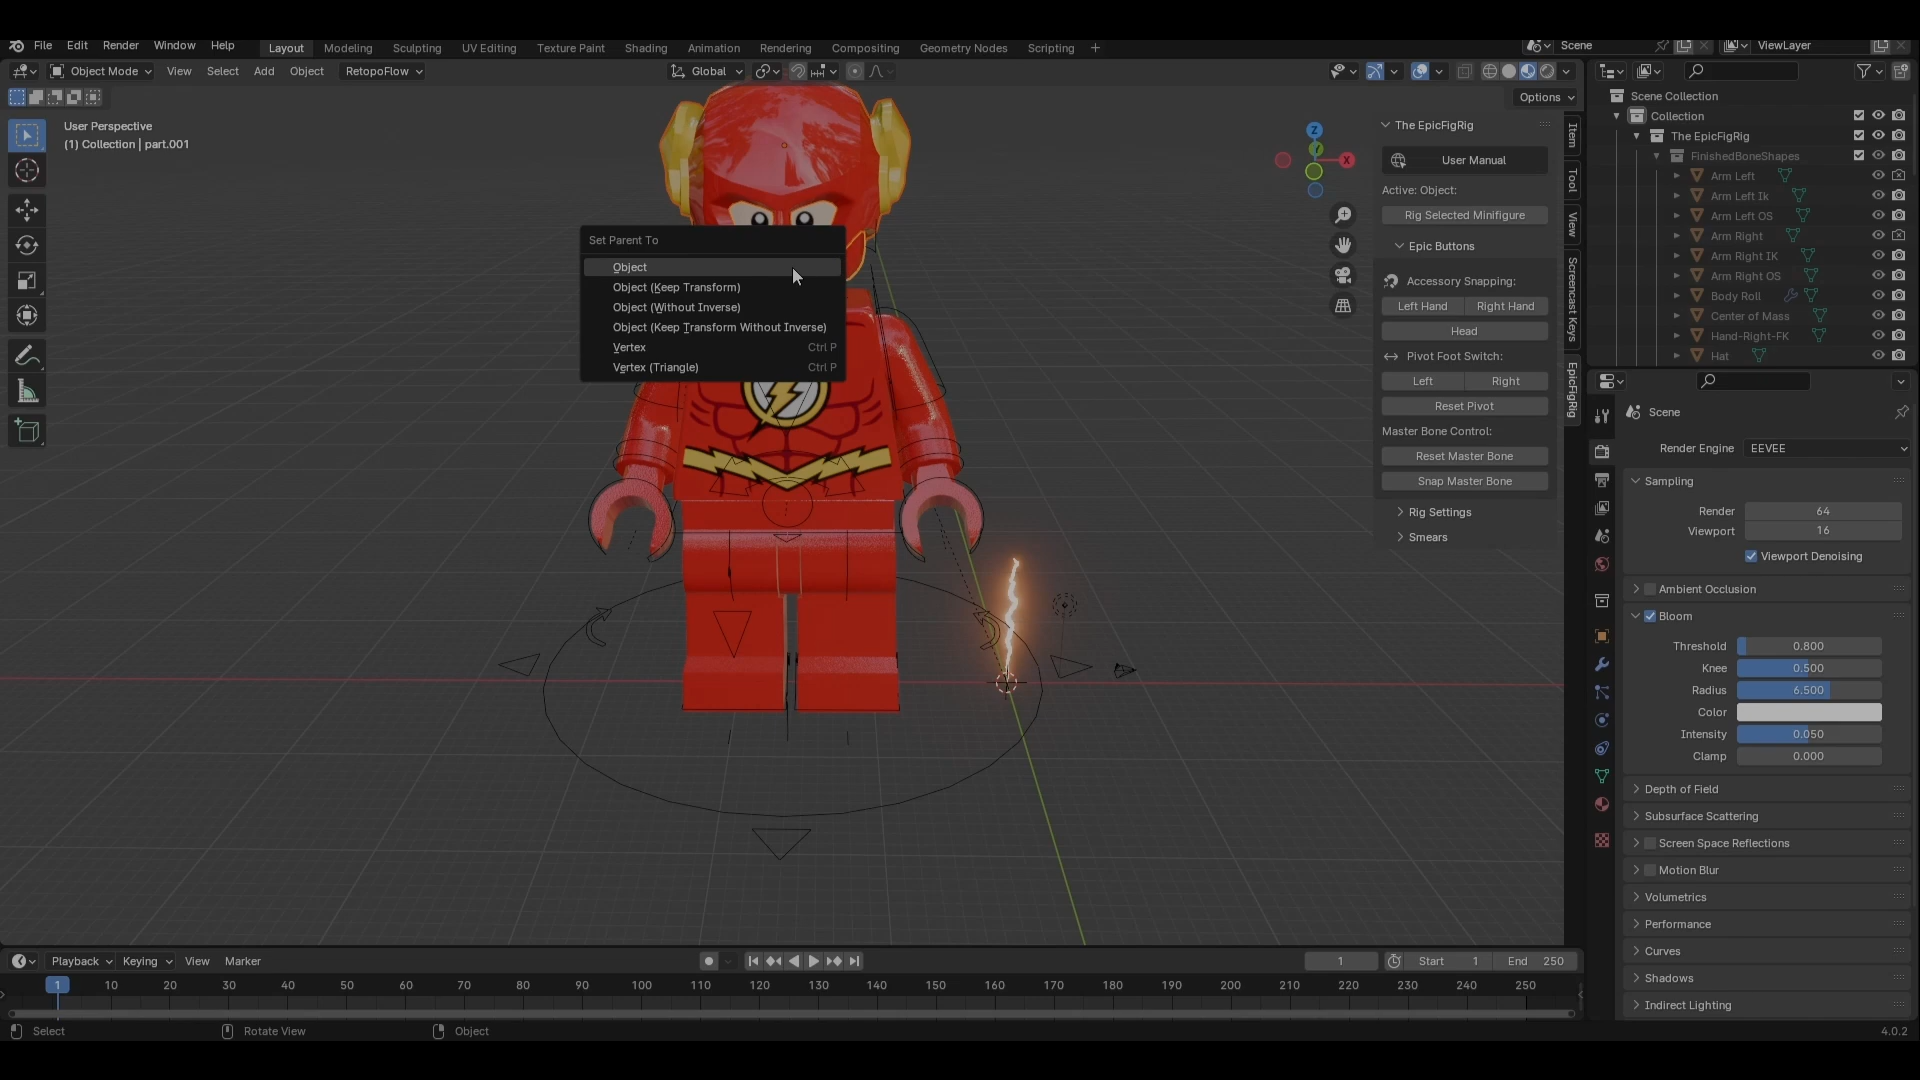 File Edit Render Window Help
Layout Modeling Sculpting UV Editing Texture Paint Shading Animation Rendering Compositing Geometry Nodes Scripting +
Scene
ViewLayer
Object Mode View Select Add Object RetopoFlow
Global
Options
User Perspective
(1) Collection | part.001
Z
X
Set Parent To
Object
Object (Keep Transform)
Object (Without Inverse)
Object (Keep Transform Without Inverse)
Vertex Ctrl P
Vertex (Triangle) Ctrl P
The EpicFigRig
User Manual
Active: Object:
Rig Selected Minifigure
Epic Buttons
Accessory Snapping:
Left Hand Right Hand
Head
Pivot Foot Switch:
Left Right
Reset Pivot
Master Bone Control:
Reset Master Bone
Snap Master Bone
Rig Settings
Smears
Item
Tool
View
Screencast Keys
EpicFigRig
Scene Collection
Collection
The EpicFigRig
FinishedBoneShapes
Arm Left
Arm Left Ik
Arm Left OS
Arm Right
Arm Right IK
Arm Right OS
Body Roll
Center of Mass
Hand-Right-FK
Hat
Scene
Render Engine EEVEE
Sampling
Render 64
Viewport 16
Viewport Denoising
Ambient Occlusion
Bloom
Threshold 0.800
Knee 0.500
Radius 6.500
Color
Intensity 0.050
Clamp 0.000
Depth of Field
Subsurface Scattering
Screen Space Reflections
Motion Blur
Volumetrics
Performance
Curves
Shadows
Indirect Lighting
Playback Keying View Marker
1 Start 1 End 250
1 10 20 30 40 50 60 70 80 90 100 110 120 130 140 150 160 170 180 190 200 210 220 230 240 250
Select Rotate View Object
4.0.2